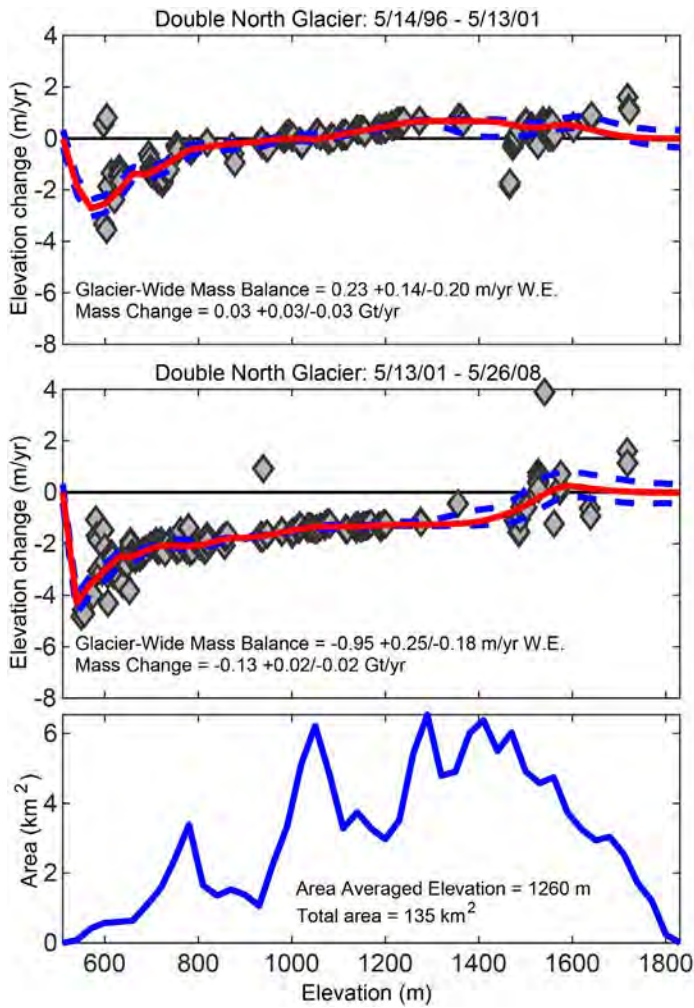 Double North Glacier: 5/14/96 - 5/13/01
4
2
0
-2
-4
-6
-8
Elevation change (m/yr)
Glacier-Wide Mass Balance = 0.23 +0.14/-0.20 m/yr W.E.
Mass Change = 0.03 +0.03/-0.03 Gt/yr
Double North Glacier: 5/13/01 - 5/26/08
4
2
0
-2
-4
-6
-8
Elevation change (m/yr)
Glacier-Wide Mass Balance = -0.95 +0.25/-0.18 m/yr W.E.
Mass Change = -0.13 +0.02/-0.02 Gt/yr
6
4
2
0
Area (km²)
Area Averaged Elevation = 1260 m
Total area = 135 km²
600 800 1000 1200 1400 1600 1800
Elevation (m)